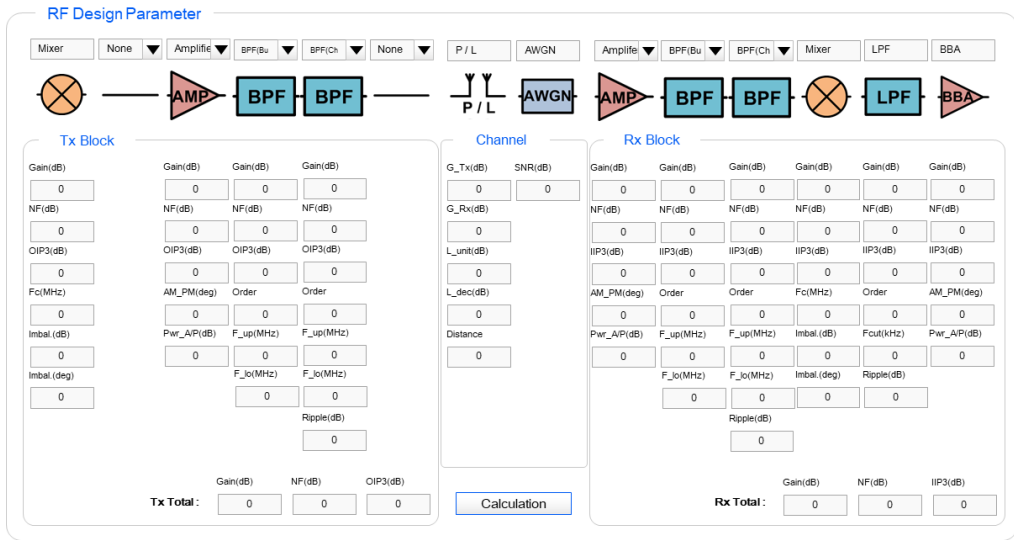 RF Design Parameter
Mixer None Amplifie BPF(Bu BPF(Ch None P / L AWGN Amplife BPF(Bu BPF(Ch Mixer LPF BBA
AMP BPF BPF P / L AWGN AMP BPF BPF LPF BBA
Tx Block Channel Rx Block
Gain(dB) Gain(dB) Gain(dB) Gain(dB) G_Tx(dB) SNR(dB) Gain(dB) Gain(dB) Gain(dB) Gain(dB) Gain(dB) Gain(dB)
0 0 0 0 0 0 0 0 0 0 0 0
NF(dB) NF(dB) NF(dB) NF(dB) G_Rx(dB) NF(dB) NF(dB) NF(dB) NF(dB) NF(dB) NF(dB)
0 0 0 0 0 0 0 0 0 0 0
OIP3(dB) OIP3(dB) OIP3(dB) OIP3(dB) L_unit(dB) IIP3(dB) IIP3(dB) IIP3(dB) IIP3(dB) IIP3(dB) IIP3(dB)
0 0 0 0 0 0 0 0 0 0 0
Fc(MHz) AM_PM(deg) Order Order L_dec(dB) AM_PM(deg) Order Order Fc(MHz) Order AM_PM(deg)
0 0 0 0 0 0 0 0 0 0 0
Imbal.(dB) Pwr_A/P(dB) F_up(MHz) F_up(MHz) Distance Pwr_A/P(dB) F_up(MHz) F_up(MHz) Imbal.(dB) Fcut(kHz) Pwr_A/P(dB)
0 0 0 0 0 0 0 0 0 0 0
Imbal.(deg) F_lo(MHz) F_lo(MHz) F_lo(MHz) F_lo(MHz) Imbal.(deg) Ripple(dB)
0 0 0 0 0 0 0
Ripple(dB) Ripple(dB)
0 0
Gain(dB) NF(dB) OIP3(dB) Gain(dB) NF(dB) IIP3(dB)
Tx Total : 0 0 0 Calculation Rx Total : 0 0 0